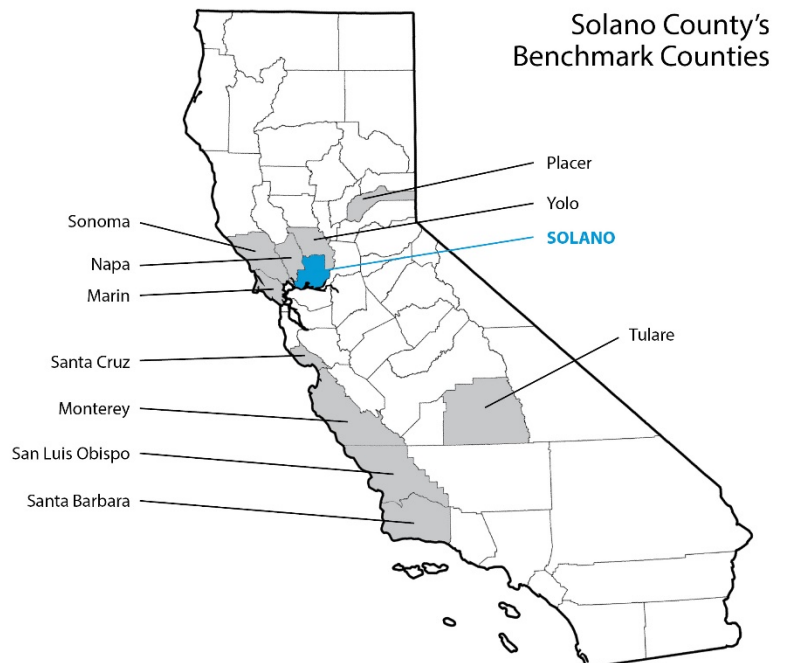 Solano County's
Benchmark Counties
Placer
Yolo
SOLANO
Sonoma
Napa
Marin
Tulare
Santa Cruz
Monterey
San Luis Obispo
Santa Barbara